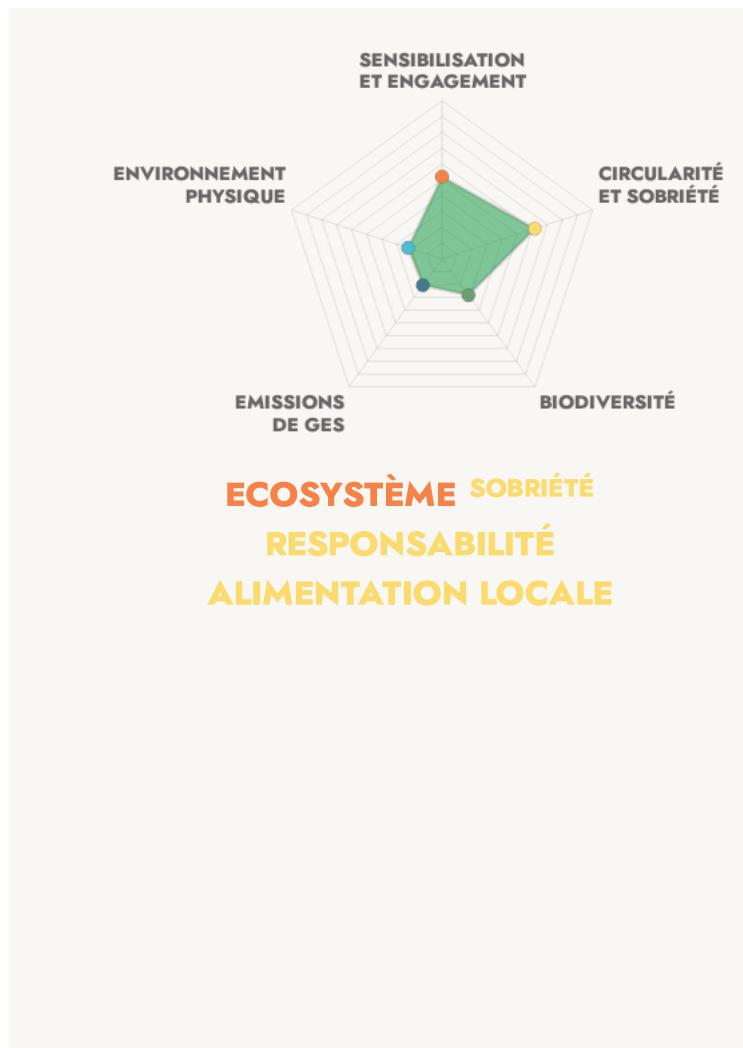 SENSIBILISATION
ET ENGAGEMENT
ENVIRONNEMENT
PHYSIQUE
CIRCULARITÉ
ET SOBRIÉTÉ
EMISSIONS
DE GES
BIODIVERSITÉ
ECOSYSTÈME SOBRIÉTÉ
RESPONSABILITÉ
ALIMENTATION LOCALE